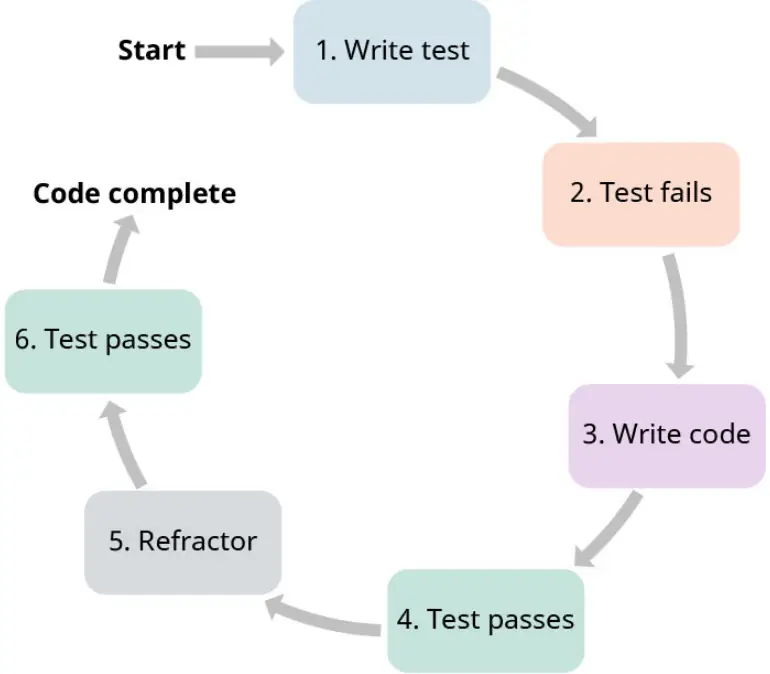 Start
1. Write test
2. Test fails
3. Write code
4. Test passes
5. Refractor
6. Test passes
Code complete